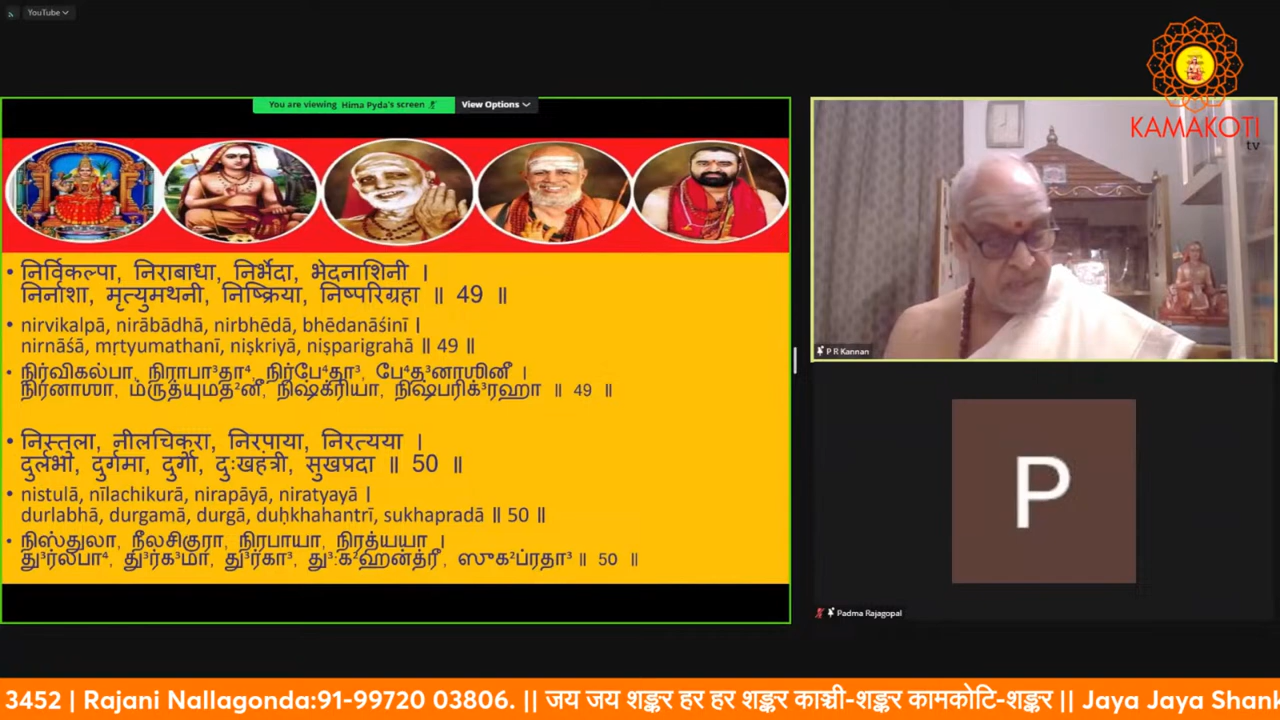 YouTube
You are viewing Hima Pyda's screen
View Options
KAMAKOTI
tv
• निर्विकल्पा, निराबाधा, निर्भेदा, भेदनाशिनी ।
निर्नाशा, मृत्युमथनी, निष्क्रिया, निष्परिग्रहा ॥ 49 ॥
• nirvikalpā, nirābādhā, nirbhēdā, bhēdanāśinī |
nirnāśā, mṛtyumathanī, niṣkriyā, niṣparigrahā ॥ 49 ॥
• நிர்விகல்பா, நிராபா³தா⁴, நிர்பே⁴தா³, பே⁴த³னாஶினீ ।
நிர்னாஶா, ம்ருத்யுமத²னீ, நிஷ்க்ரியா, நிஷ்பரிக்³ரஹா ॥ 49 ॥
• निस्तुला, नीलचिकुरा, निरपाया, निरत्यया ।
दुर्लभा, दुर्गमा, दुर्गा, दुःखहंत्री, सुखप्रदा ॥ 50 ॥
• nistulā, nīlachikurā, nirapāyā, niratyayā |
durlabhā, durgamā, durgā, duḥkhahantrī, sukhapradā ॥ 50 ॥
• நிஸ்துலா, நீலசிகுரா, நிரபாயா, நிரத்யயா ।
து³ர்லபா⁴, து³ர்க³மா, து³ர்கா³, து³:க²ஹன்த்ரீ, ஸுக²ப்ரதா³ ॥ 50 ॥
P R Kannan
P
Padma Rajagopal
3452 | Rajani Nallagonda:91-99720 03806. || जय जय शङ्कर हर हर शङ्कर काञ्ची-शङ्कर कामकोटि-शङ्कर || Jaya Jaya Shank